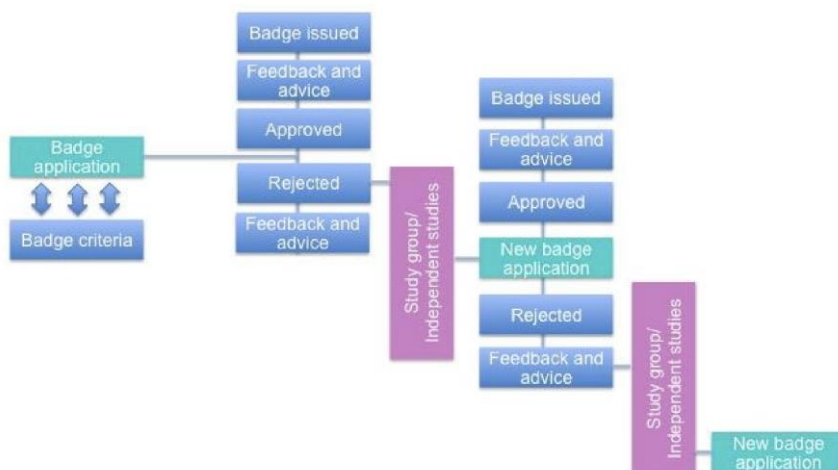 Badge
application
Badge criteria
Badge issued
Feedback and
advice
Approved
Rejected
Feedback and
advice
Study group/
Independent studies
Badge issued
Feedback and
advice
Approved
New badge
application
Rejected
Feedback and
advice
Study group/
Independent studies
New badge
application